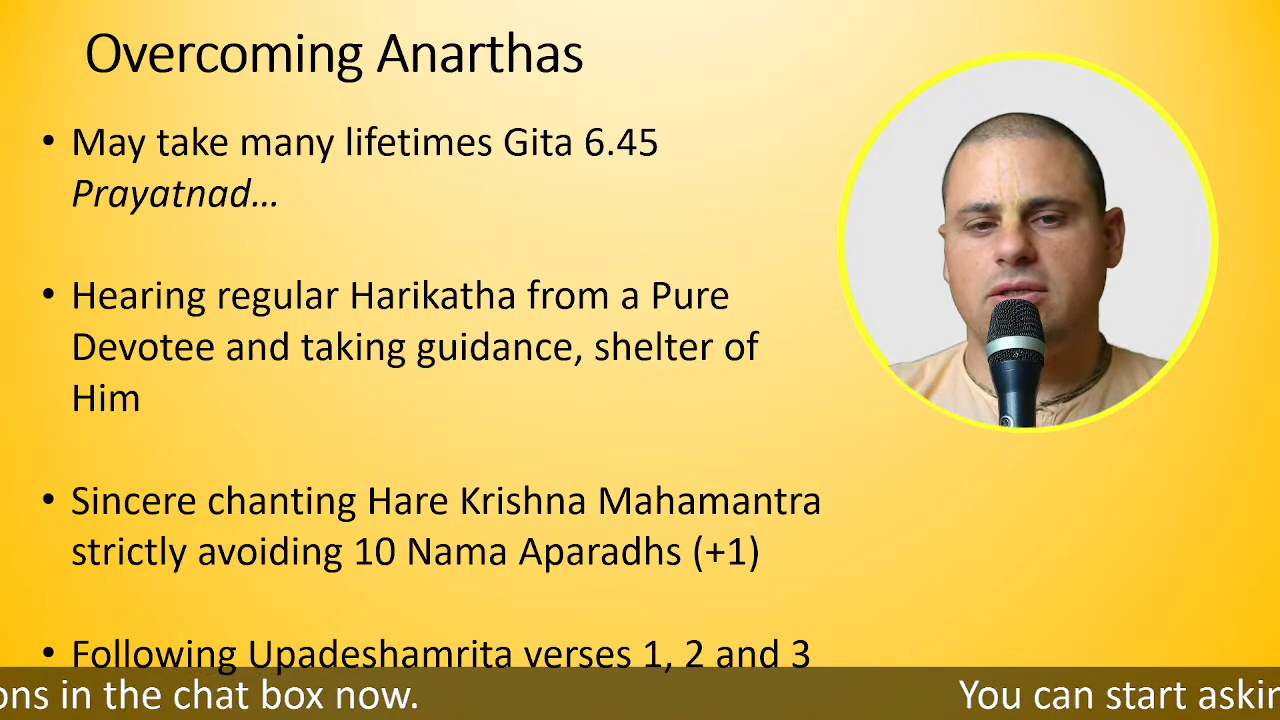 Overcoming Anarthas
• May take many lifetimes Gita 6.45
Prayatnad...
• Hearing regular Harikatha from a Pure
Devotee and taking guidance, shelter of
Him
• Sincere chanting Hare Krishna Mahamantra
strictly avoiding 10 Nama Aparadhs (+1)
• Following Upadeshamrita verses 1, 2 and 3
ons in the chat box now. You can start askin